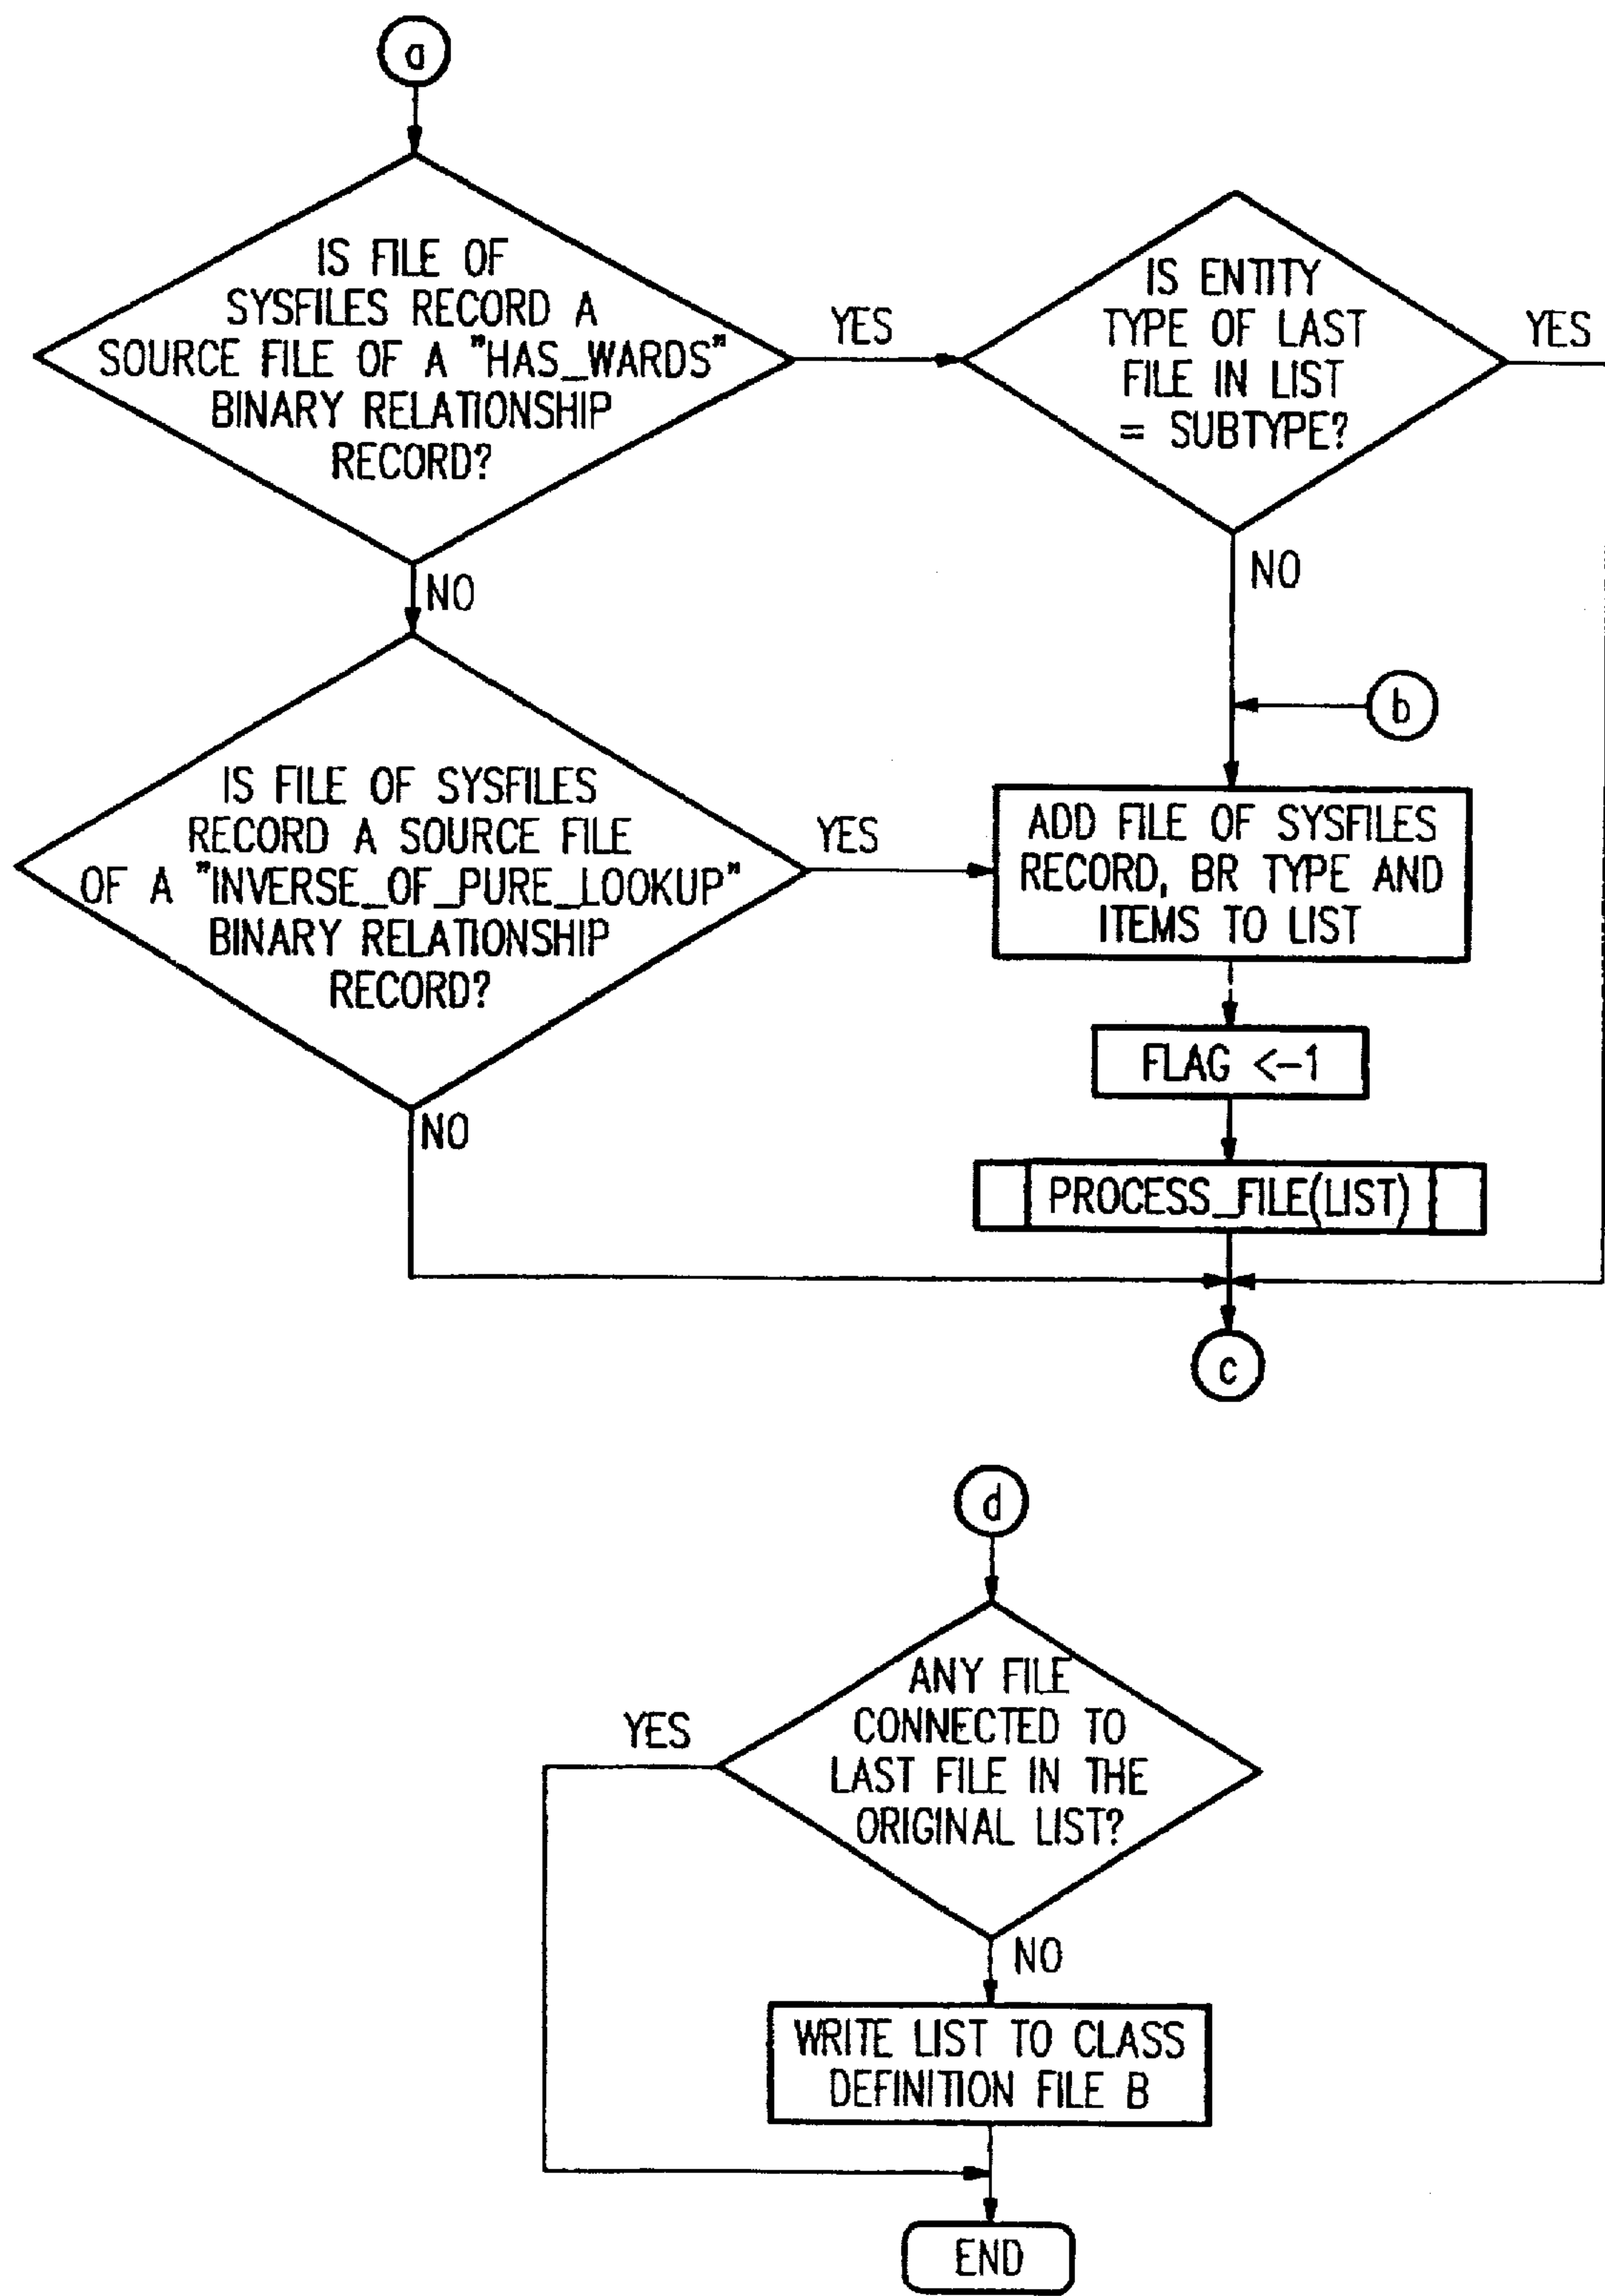 a
IS FILE OF
SYSFILES RECORD A
SOURCE FILE OF A "HAS_WARDS"
BINARY RELATIONSHIP
RECORD?
YES
IS ENTITY
TYPE OF LAST
FILE IN LIST
= SUBTYPE?
YES
NO
NO
b
IS FILE OF SYSFILES
RECORD A SOURCE FILE
OF A "INVERSE_OF_PURE_LOOKUP"
BINARY RELATIONSHIP
RECORD?
YES
ADD FILE OF SYSFILES
RECORD, BR TYPE AND
ITEMS TO LIST
FLAG <-1
NO
PROCESS_FILE(LIST)
c
d
ANY FILE
CONNECTED TO
LAST FILE IN THE
ORIGINAL LIST?
YES
NO
WRITE LIST TO CLASS
DEFINITION FILE B
END